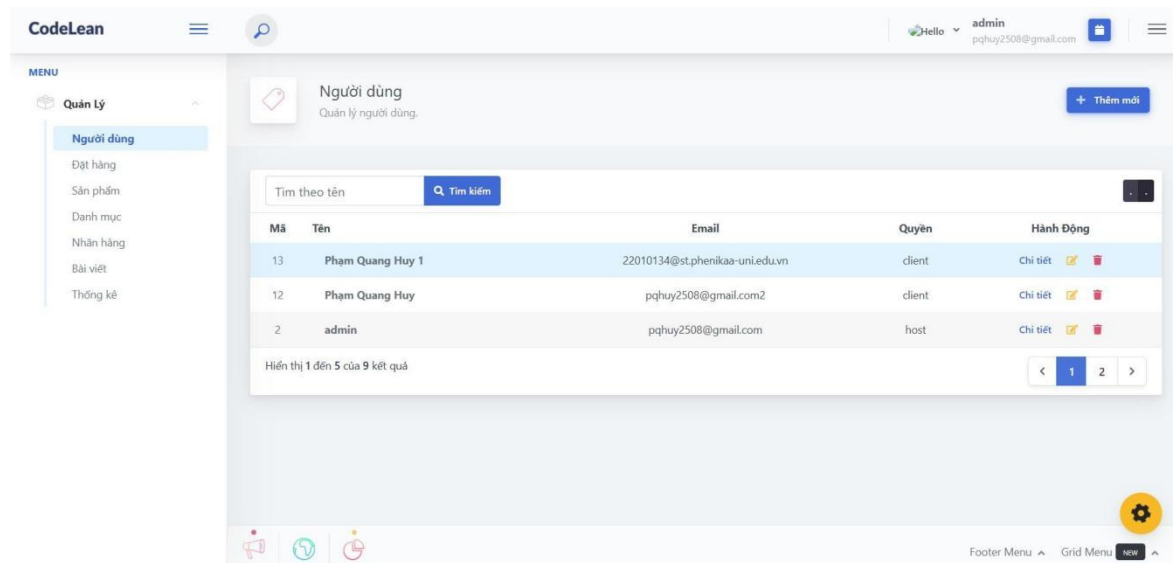 CodeLean
Hello
admin
pqhuy2508@gmail.com
MENU
Quản Lý
Người dùng
Đặt hàng
Sản phẩm
Danh mục
Nhãn hàng
Bài viết
Thống kê
Người dùng
Quản lý người dùng.
+ Thêm mới
Tìm theo tên
Tìm kiếm
Mã Tên Email Quyền Hành Động
13 Phạm Quang Huy 1 22010134@st.phenikaa-uni.edu.vn client Chi tiết
12 Phạm Quang Huy pqhuy2508@gmail.com2 client Chi tiết
2 admin pqhuy2508@gmail.com host Chi tiết
Hiển thị 1 đến 5 của 9 kết quả
< 1 2 >
Footer Menu Grid Menu NEW